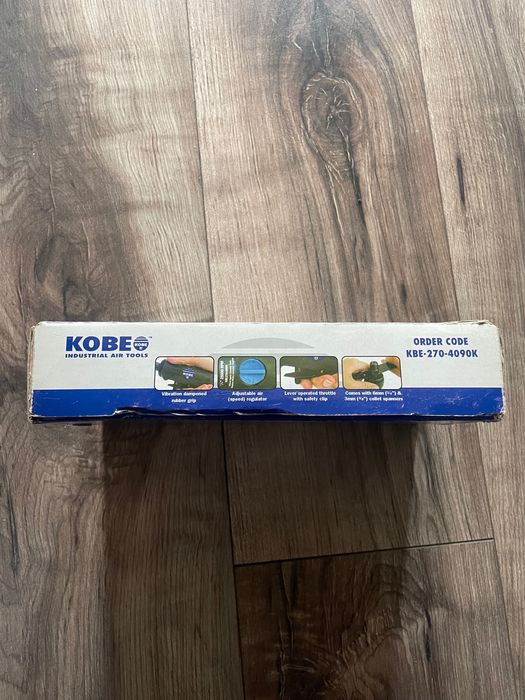 KOBE
KOBE
INDUSTRIAL AIR TOOLS
ORDER CODE
KBE-270-4090K
Vibration dampened
rubber grip
Adjustable air
(speed) regulator
Lever operated throttle
with safety clip
Comes with 6mm (¹/₄") &
3mm (¹/₈") collet spanners